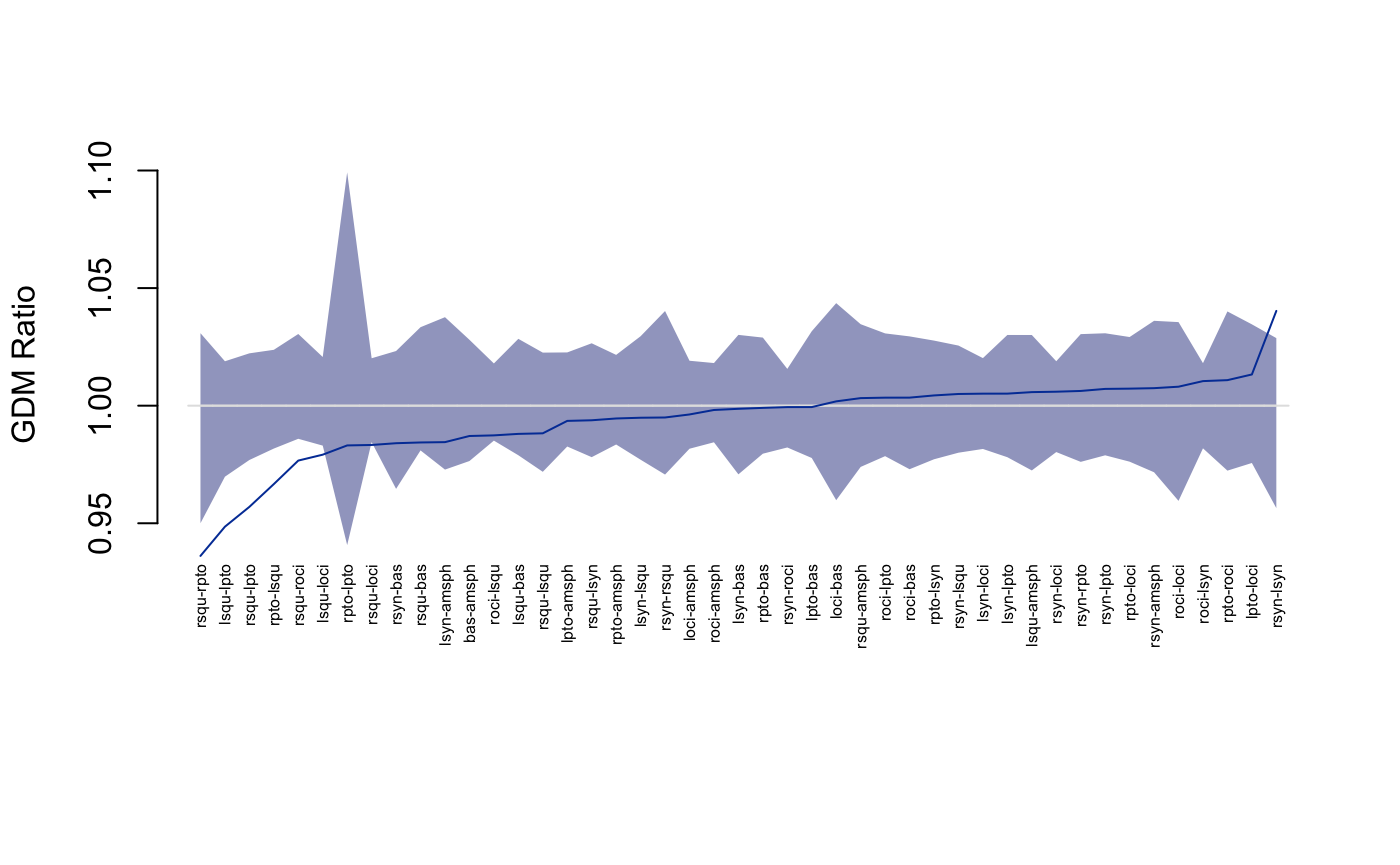 GDM Ratio
1.10
1.05
1.00
0.95
rsqu-rpto
lsqu-lpto
rsqu-lpto
rpto-lsqu
rsqu-roci
lsqu-loci
rpto-lpto
rsqu-loci
rsyn-bas
rsqu-bas
lsyn-amsph
bas-amsph
roci-lsqu
lsqu-bas
rsqu-lsqu
lpto-amsph
rsqu-lsyn
rpto-amsph
lsyn-lsqu
rsyn-rsqu
loci-amsph
roci-amsph
lsyn-bas
rpto-bas
rsyn-roci
lpto-bas
loci-bas
rsqu-amsph
roci-lpto
roci-bas
rpto-lsyn
rsyn-lsqu
lsyn-loci
lsyn-lpto
lsqu-amsph
rsyn-loci
rsyn-rpto
rsyn-lpto
rpto-loci
rsyn-amsph
roci-loci
roci-lsyn
rpto-roci
lpto-loci
rsyn-lsyn